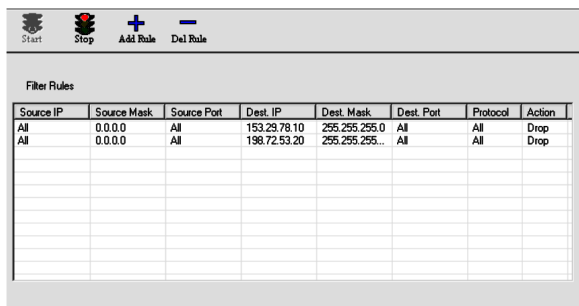 Start Stop Add Rule Del Rule
Filter Rules
Source IP Source Mask Source Port Dest. IP Dest. Mask Dest. Port Protocol Action
All 0.0.0.0 All 153.29.78.10 255.255.255.0 All All Drop
All 0.0.0.0 All 198.72.53.20 255.255.255... All All Drop